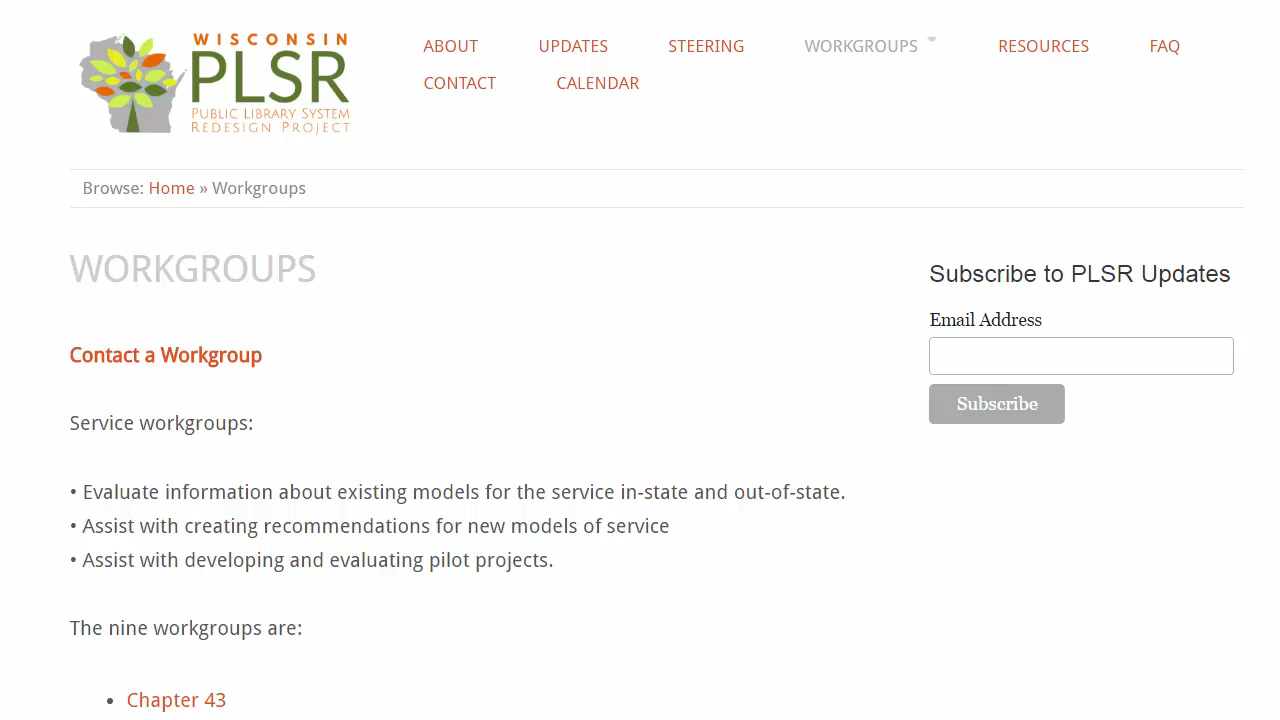 WISCONSIN
PLSR
PUBLIC LIBRARY SYSTEM
REDESIGN PROJECT
ABOUT UPDATES STEERING WORKGROUPS RESOURCES FAQ
CONTACT CALENDAR
Browse: Home » Workgroups
WORKGROUPS
Contact a Workgroup
Service workgroups:
• Evaluate information about existing models for the service in-state and out-of-state.
• Assist with creating recommendations for new models of service
• Assist with developing and evaluating pilot projects.
The nine workgroups are:
• Chapter 43
Subscribe to PLSR Updates
Email Address
Subscribe